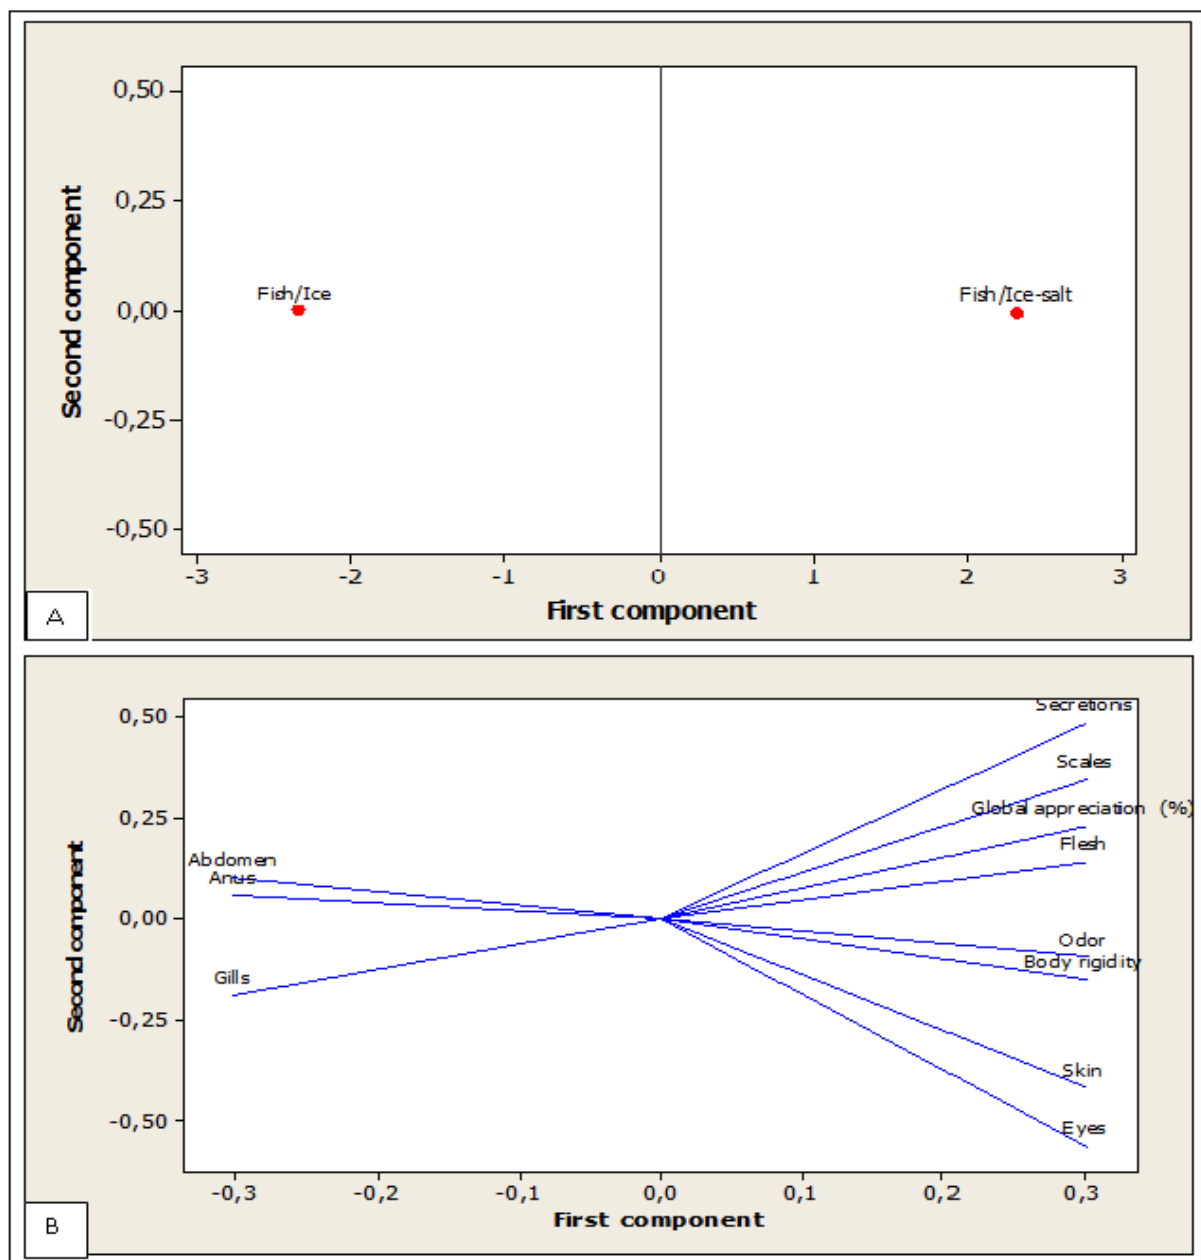 0,50
0,25
0,00
-0,25
-0,50
Second component
Fish/Ice
Fish/Ice-salt
-3 -2 -1 0 1 2 3
First component
A
0,50
0,25
0,00
-0,25
-0,50
Second component
Secretions
Scales
Global appreciation (%)
Flesh
Abdomen
Anus
Odor
Body rigidity
Gills
Skin
Eyes
-0,3 -0,2 -0,1 0,0 0,1 0,2 0,3
First component
B